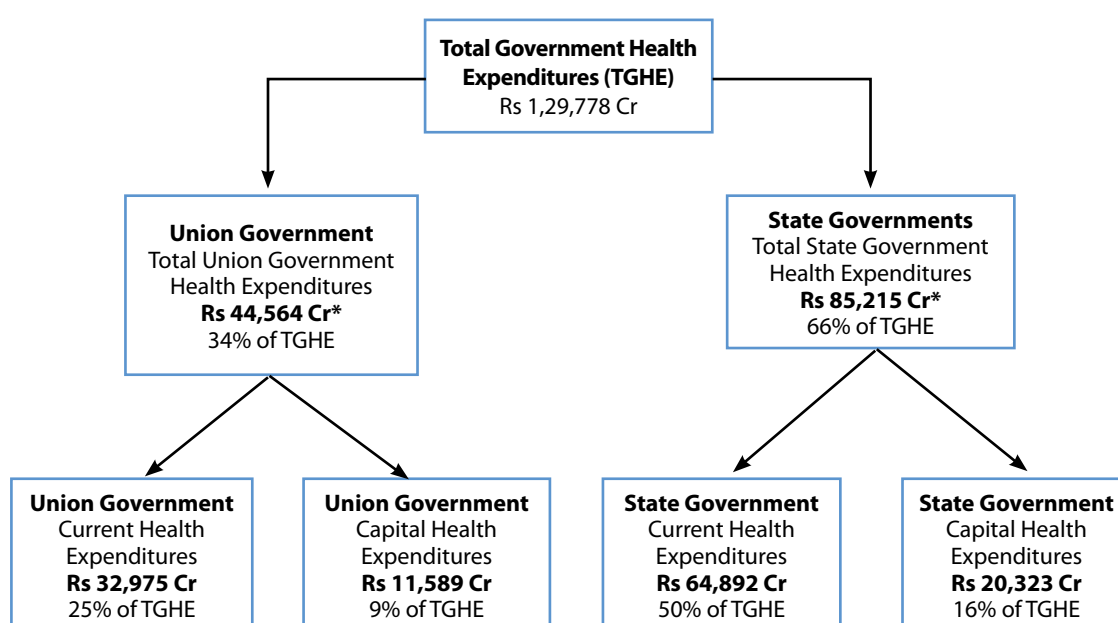 Total Government Health
Expenditures (TGHE)
Rs 1,29,778 Cr
Union Government
Total Union Government
Health Expenditures
Rs 44,564 Cr*
34% of TGHE
State Governments
Total State Government
Health Expenditures
Rs 85,215 Cr*
66% of TGHE
Union Government
Current Health
Expenditures
Rs 32,975 Cr
25% of TGHE
Union Government
Capital Health
Expenditures
Rs 11,589 Cr
9% of TGHE
State Government
Current Health
Expenditures
Rs 64,892 Cr
50% of TGHE
State Government
Capital Health
Expenditures
Rs 20,323 Cr
16% of TGHE